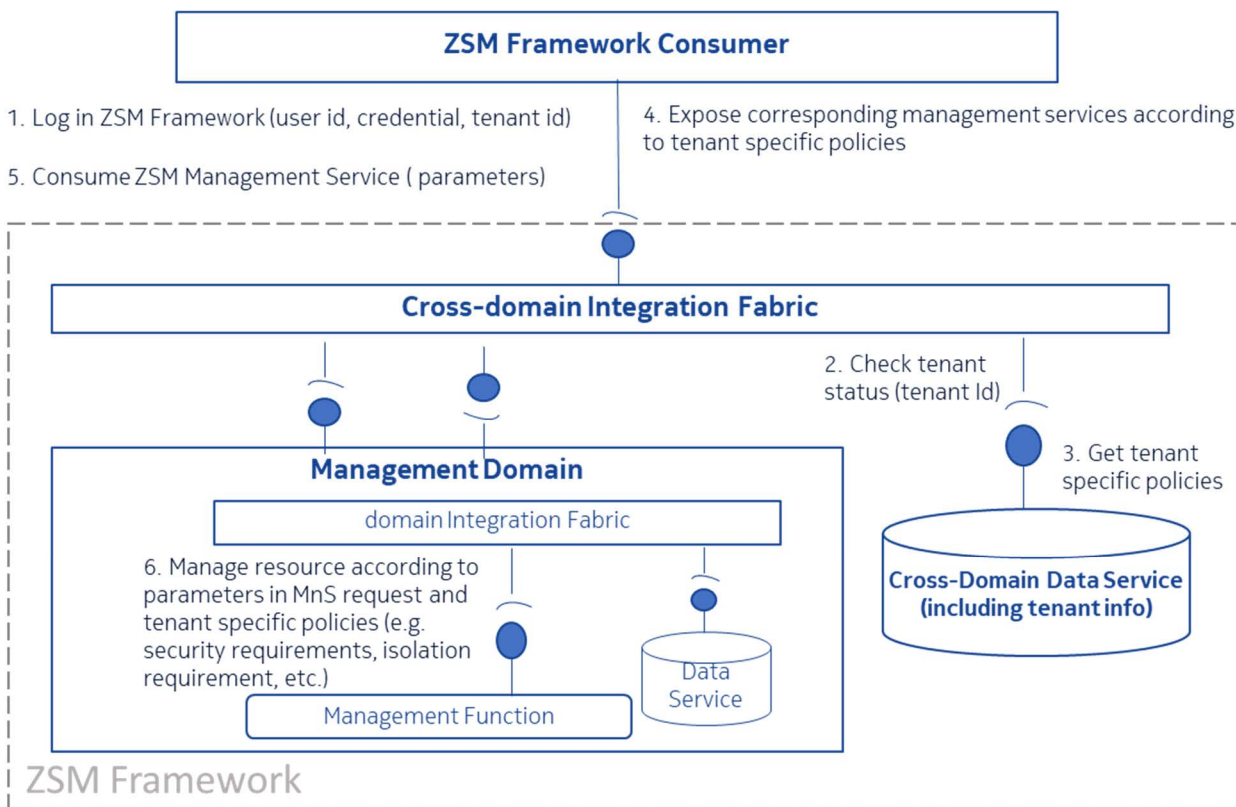 ZSM Framework Consumer
1. Log in ZSM Framework (user id, credential, tenant id)
4. Expose corresponding management services according
to tenant specific policies
5. Consume ZSM Management Service ( parameters)
Cross-domain Integration Fabric
2. Check tenant
status (tenant Id)
3. Get tenant
specific policies
Management Domain
domain Integration Fabric
6. Manage resource according to
parameters in MnS request and
tenant specific policies (e.g.
security requirements, isolation
requirement, etc.)
Data
Service
Management Function
Cross-Domain Data Service
(including tenant info)
ZSM Framework